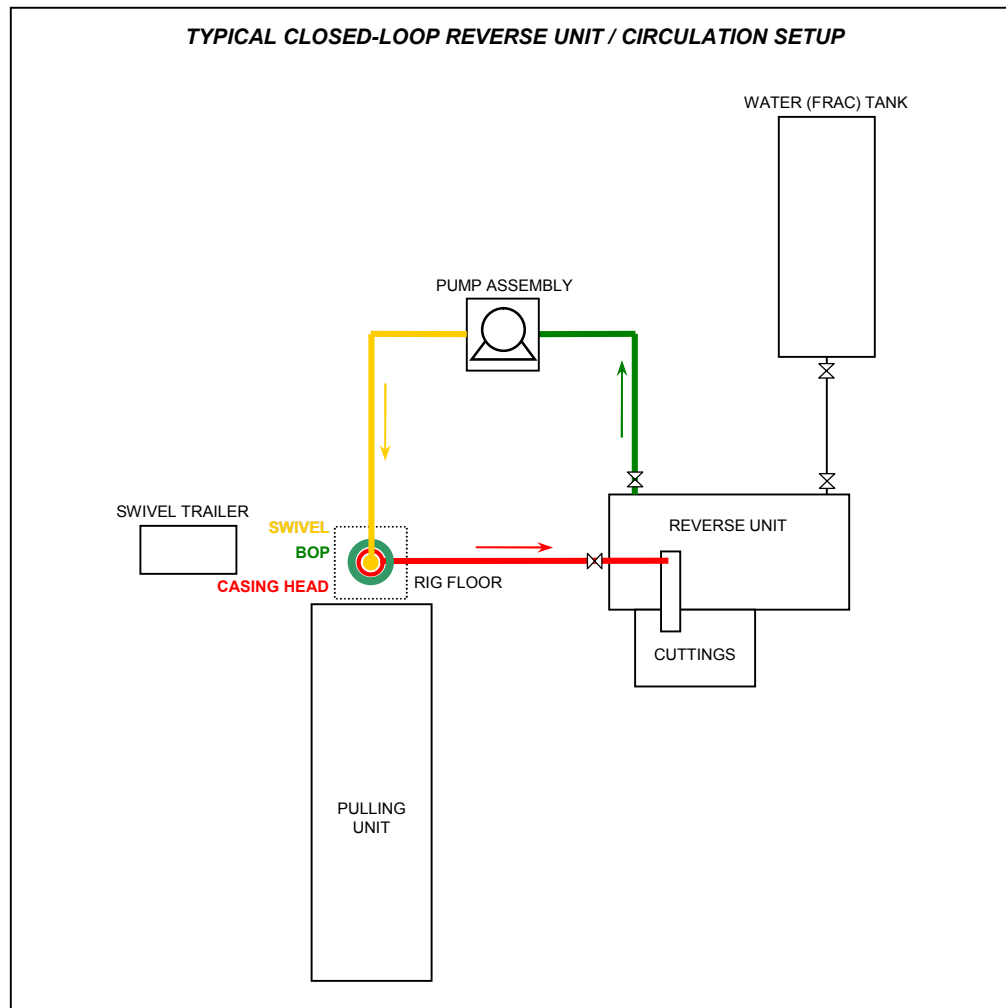 TYPICAL CLOSED-LOOP REVERSE UNIT / CIRCULATION SETUP
WATER (FRAC) TANK
PUMP ASSEMBLY
SWIVEL TRAILER
SWIVEL
BOP
CASING HEAD
RIG FLOOR
REVERSE UNIT
CUTTINGS
PULLING
UNIT